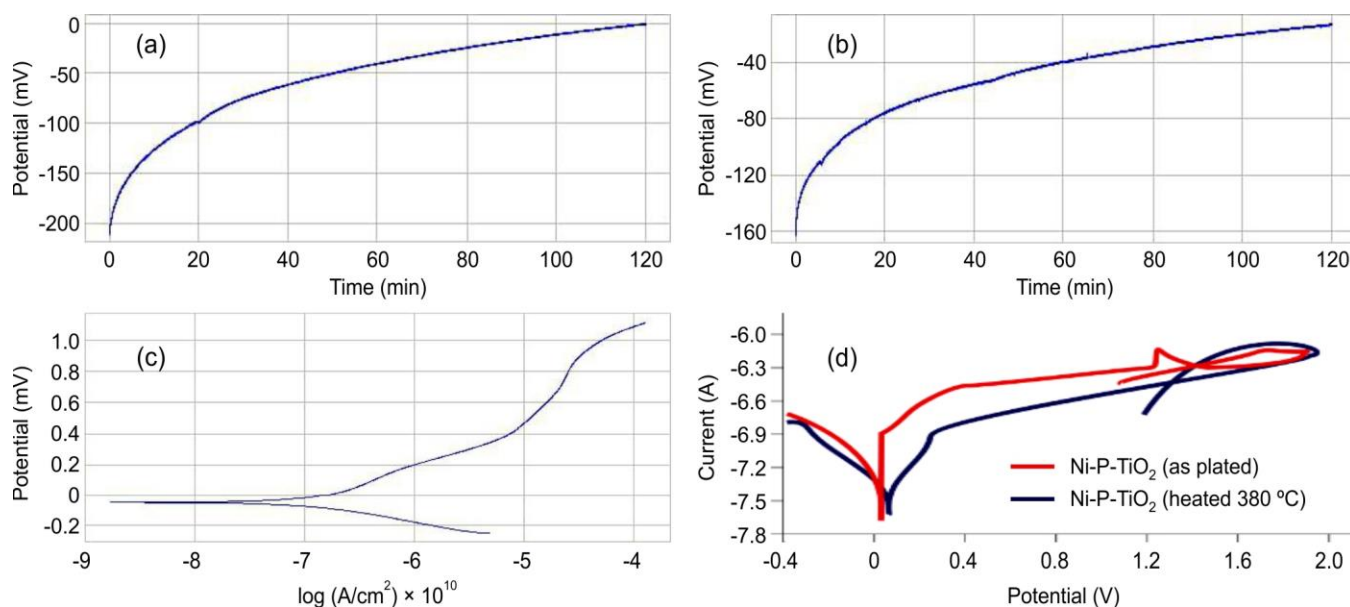 (a)
Potential (mV)
0
-50
-100
-150
-200
0 20 40 60 80 100 120
Time (min)
(b)
Potential (mV)
-40
-80
-120
-160
0 20 40 60 80 100 120
Time (min)
(c)
Potential (mV)
1.0
0.8
0.6
0.4
0.2
0
-0.2
-9 -8 -7 -6 -5 -4
log (A/cm²) × 10¹⁰
(d)
Current (A)
-6.0
-6.3
-6.6
-6.9
-7.2
-7.5
-7.8
Ni-P-TiO₂ (as plated)
Ni-P-TiO₂ (heated 380 ºC)
-0.4 0 0.4 0.8 1.2 1.6 2.0
Potential (V)